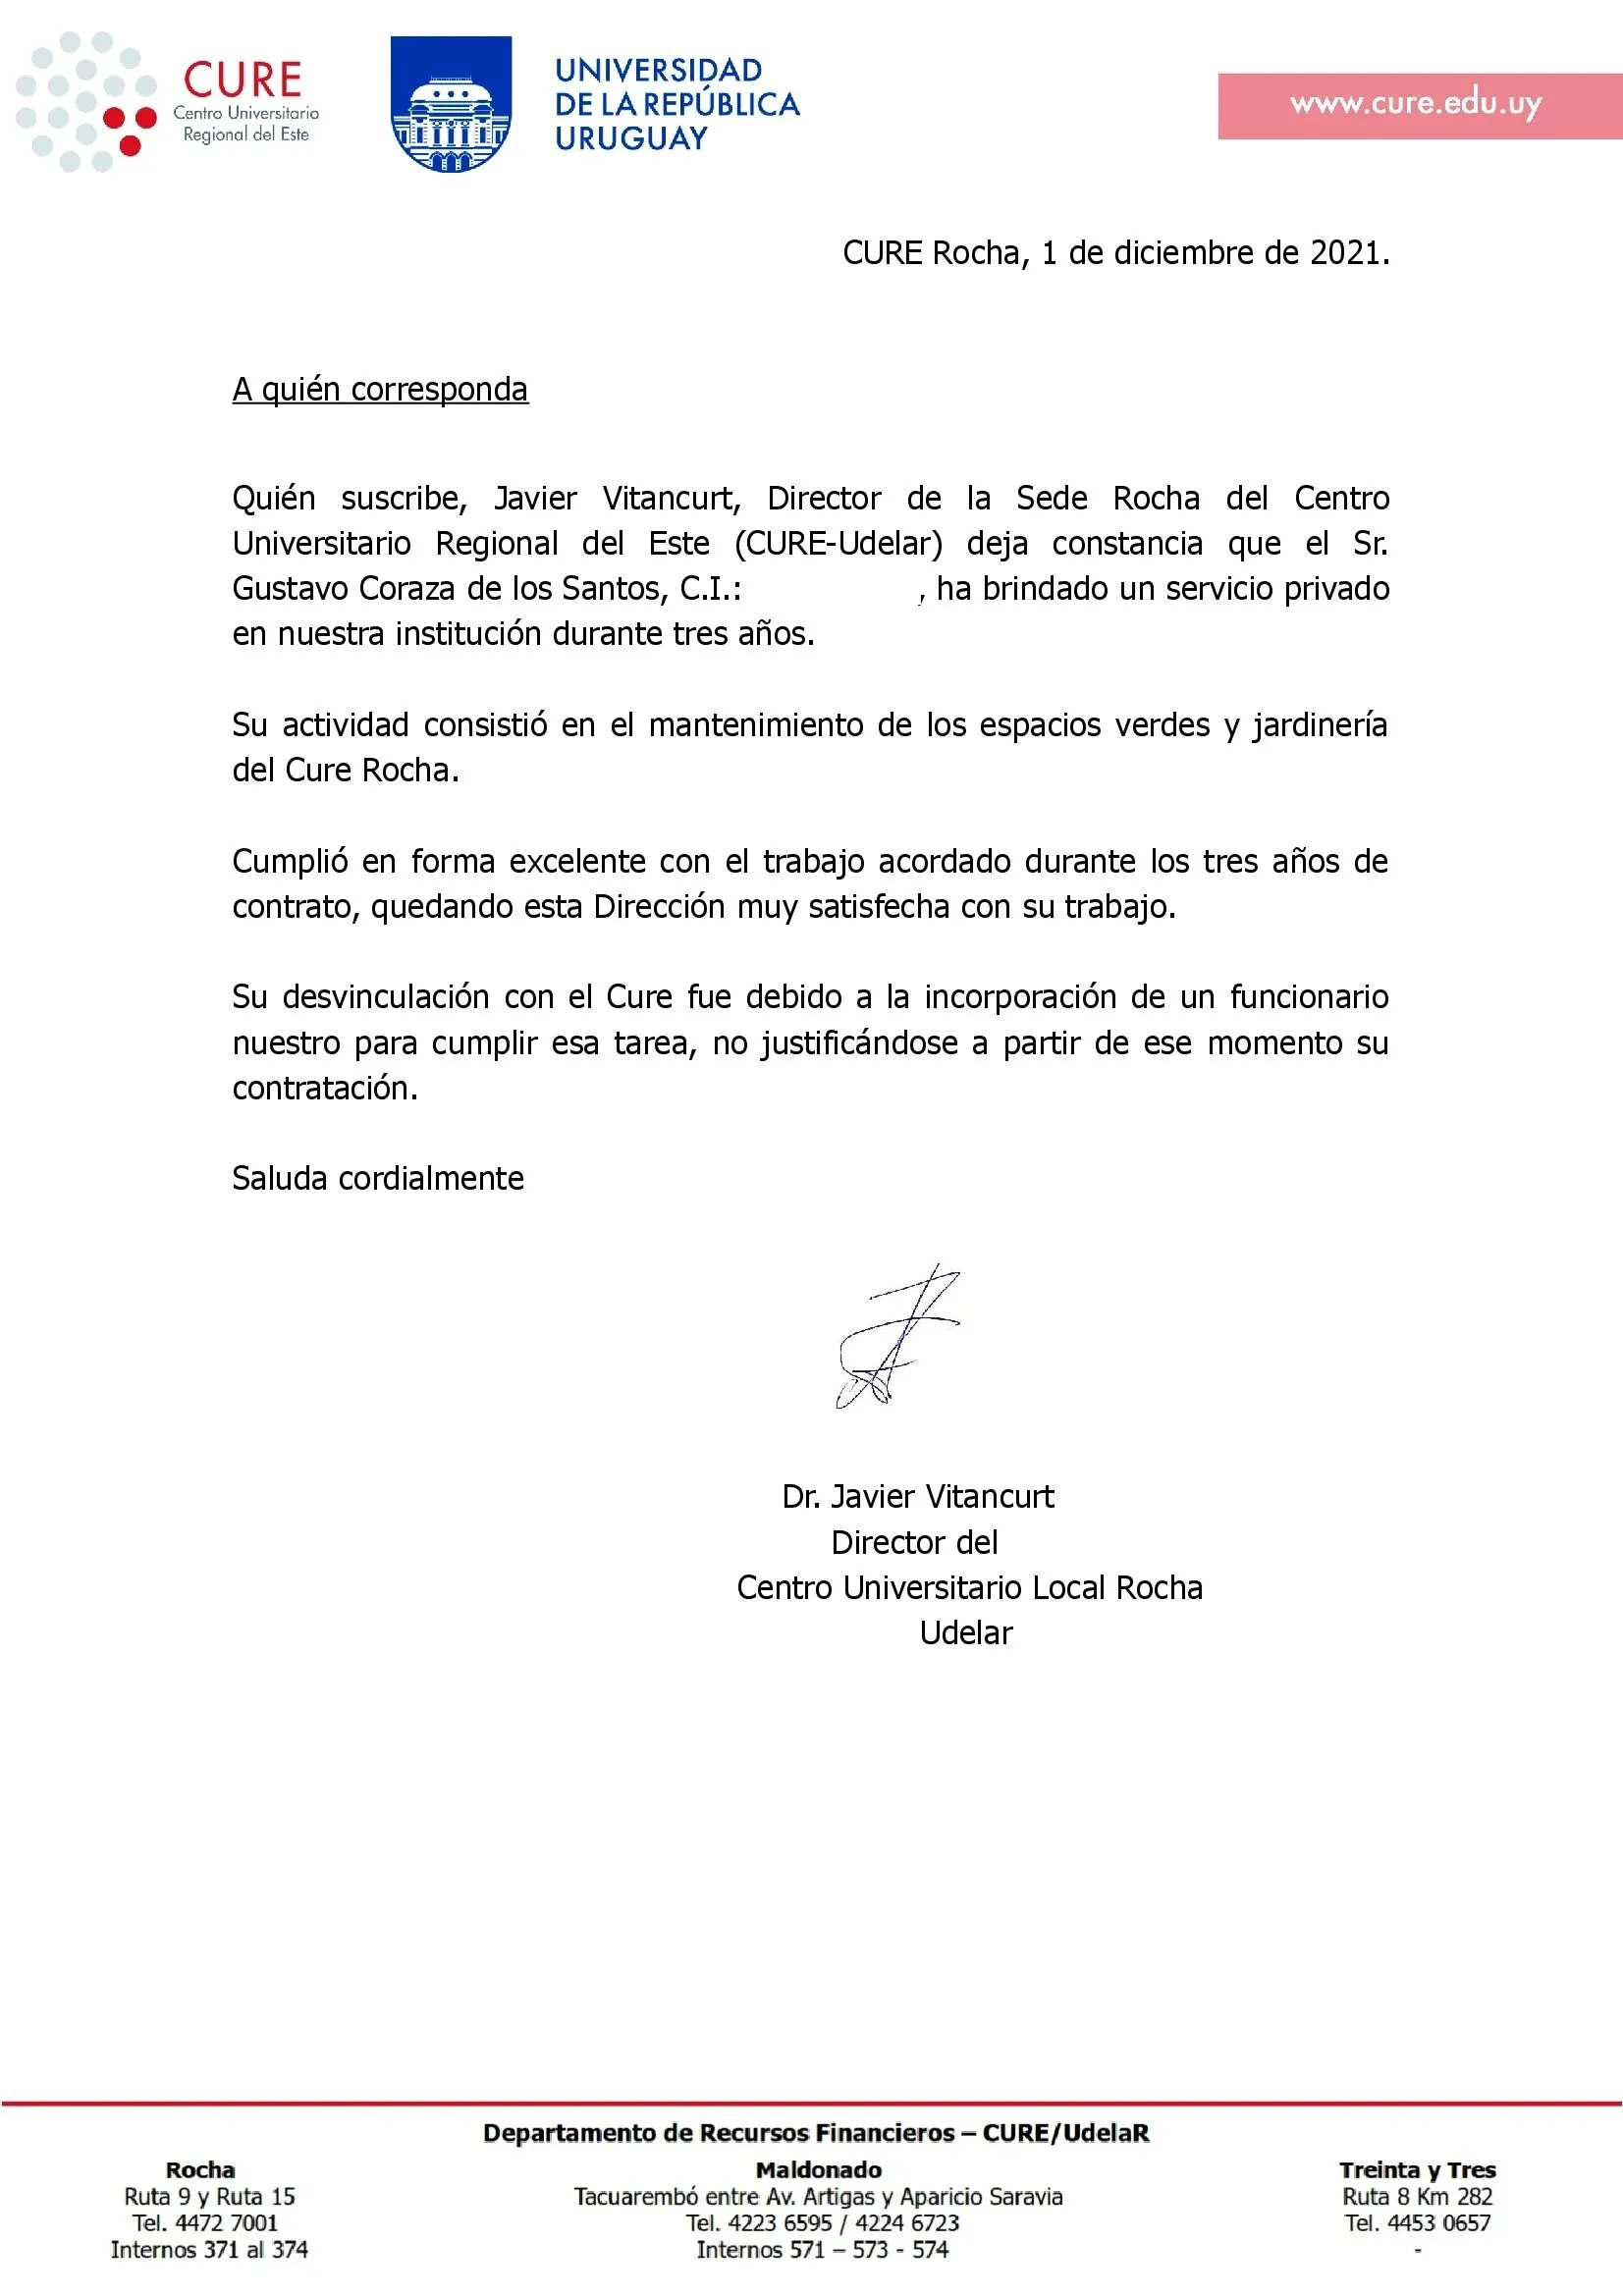 CURE
Centro Universitario
Regional del Este
UNIVERSIDAD
DE LA REPÚBLICA
URUGUAY
www.cure.edu.uy
CURE Rocha, 1 de diciembre de 2021.
A quién corresponda
Quién suscribe, Javier Vitancurt, Director de la Sede Rocha del Centro
Universitario Regional del Este (CURE-Udelar) deja constancia que el Sr.
Gustavo Coraza de los Santos, C.I.: , ha brindado un servicio privado
en nuestra institución durante tres años.
Su actividad consistió en el mantenimiento de los espacios verdes y jardinería
del Cure Rocha.
Cumplió en forma excelente con el trabajo acordado durante los tres años de
contrato, quedando esta Dirección muy satisfecha con su trabajo.
Su desvinculación con el Cure fue debido a la incorporación de un funcionario
nuestro para cumplir esa tarea, no justificándose a partir de ese momento su
contratación.
Saluda cordialmente
Dr. Javier Vitancurt
Director del
Centro Universitario Local Rocha
Udelar
Departamento de Recursos Financieros – CURE/UdelaR
Rocha
Ruta 9 y Ruta 15
Tel. 4472 7001
Internos 371 al 374
Maldonado
Tacuarembó entre Av. Artigas y Aparicio Saravia
Tel. 4223 6595 / 4224 6723
Internos 571 – 573 - 574
Treinta y Tres
Ruta 8 Km 282
Tel. 4453 0657
-